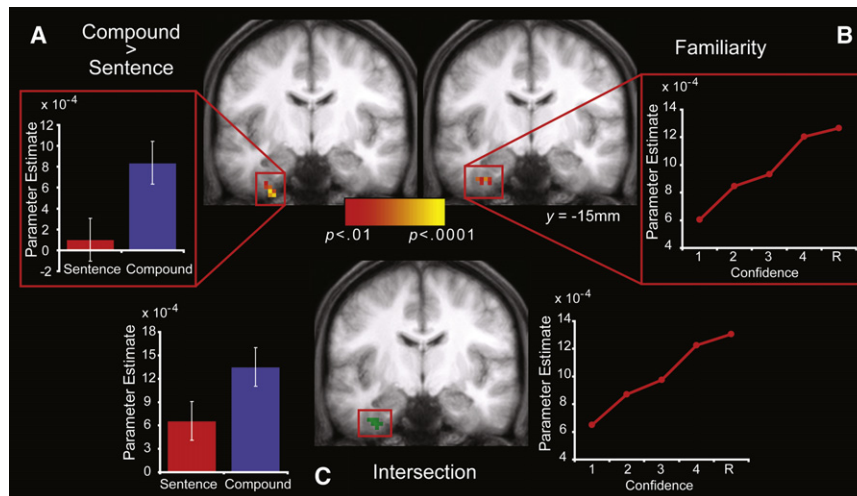 A
Compound
>
Sentence
x 10⁻⁴
Parameter Estimate
12
10
8
6
4
2
0
-2
Sentence Compound
p<.01 p<.0001
y = -15mm
Familiarity
B
x 10⁻⁴
Parameter Estimate
14
12
10
8
6
4
1 2 3 4 R
Confidence
x 10⁻⁴
Parameter Estimate
18
15
12
9
6
3
0
Sentence Compound
C
Intersection
x 10⁻⁴
Parameter Estimate
14
12
10
8
6
4
1 2 3 4 R
Confidence